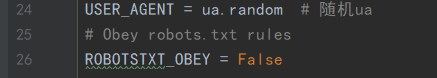 24 USER_AGENT = ua.random  # 随机ua
25 # Obey robots.txt rules
26 ROBOTSTXT_OBEY = False